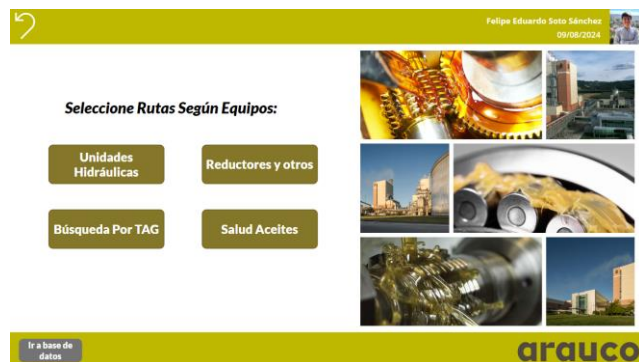 Felipe Eduardo Soto Sánchez
09/08/2024
Seleccione Rutas Según Equipos:
Unidades
Hidráulicas
Reductores y otros
Búsqueda Por TAG
Salud Aceites
Ir a base de
datos
arauco